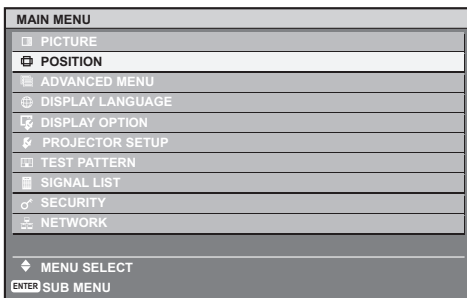 MAIN MENU
PICTURE
POSITION
ADVANCED MENU
DISPLAY LANGUAGE
DISPLAY OPTION
PROJECTOR SETUP
TEST PATTERN
SIGNAL LIST
SECURITY
NETWORK
MENU SELECT
ENTER SUB MENU